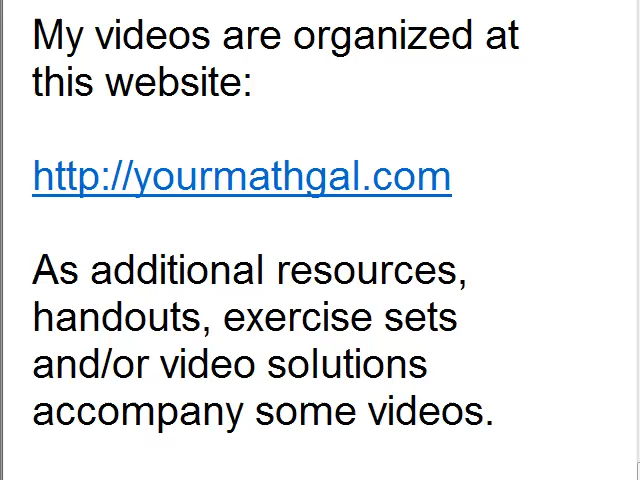 My videos are organized at
this website:
http://yourmathgal.com
As additional resources,
handouts, exercise sets
and/or video solutions
accompany some videos.